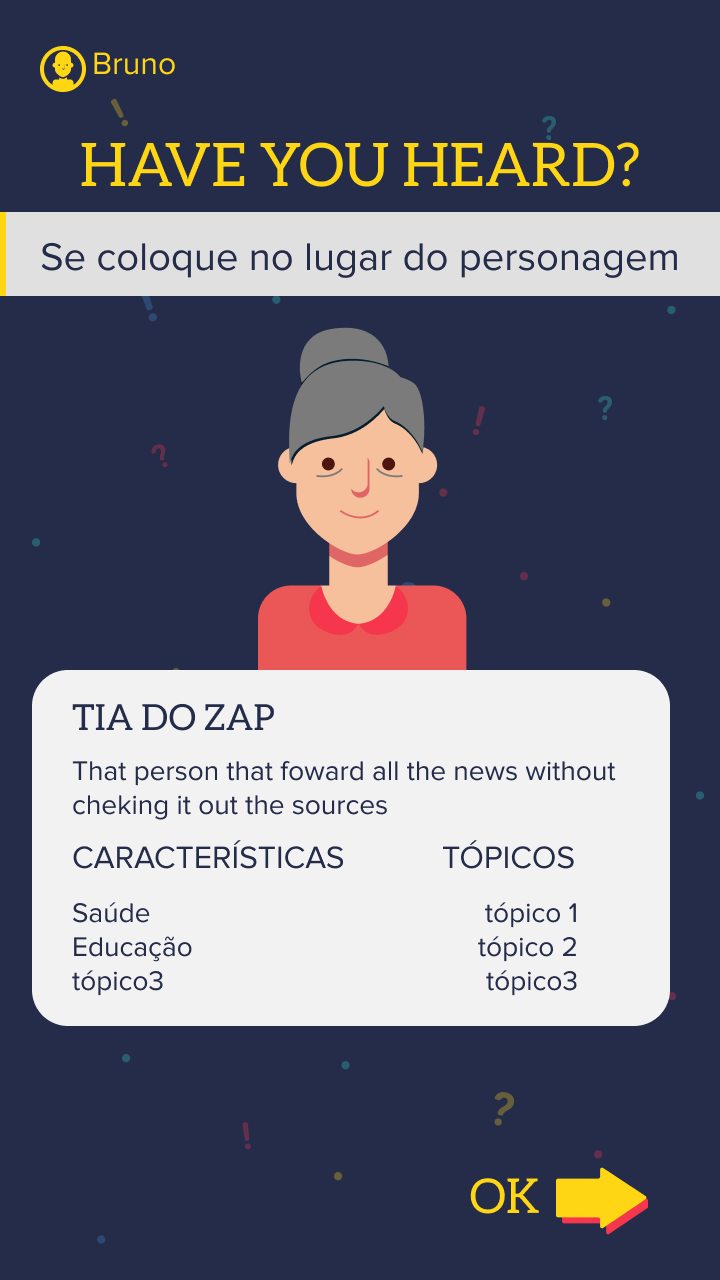 Bruno
HAVE YOU HEARD?
Se coloque no lugar do personagem
TIA DO ZAP
That person that foward all the news without
cheking it out the sources
CARACTERÍSTICAS TÓPICOS
Saúde tópico 1
Educação tópico 2
tópico3 tópico3
OK